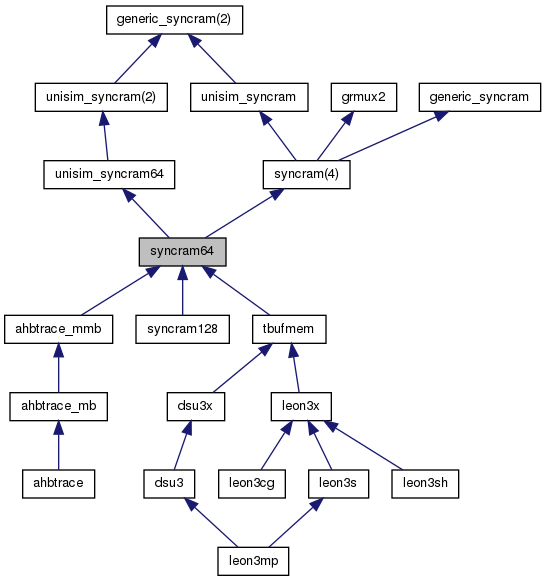 generic_syncram(2)
unisim_syncram(2)
unisim_syncram
grmux2
generic_syncram
unisim_syncram64
syncram(4)
syncram64
ahbtrace_mmb
syncram128
tbufmem
ahbtrace_mb
dsu3x
leon3x
ahbtrace
dsu3
leon3cg
leon3s
leon3sh
leon3mp